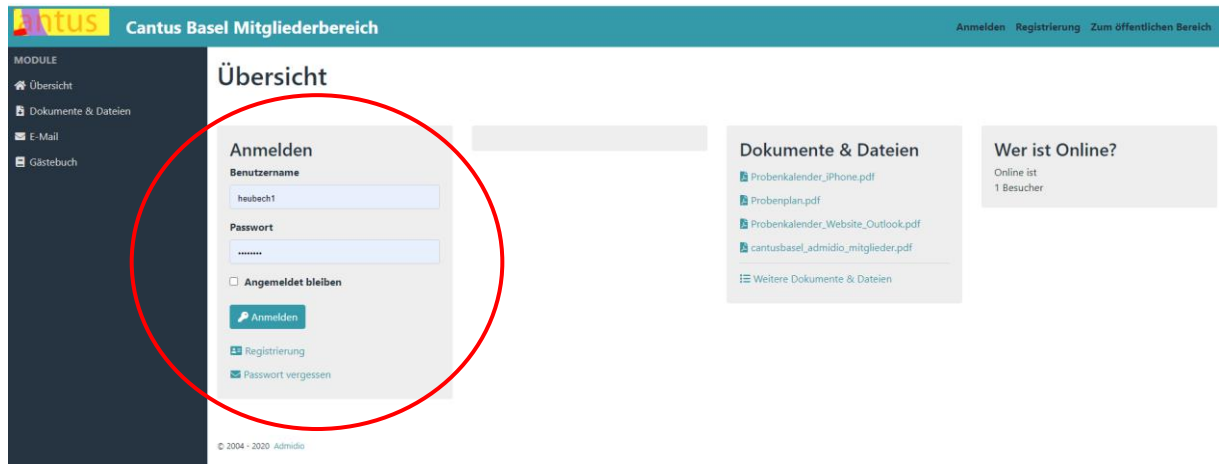 antus
Cantus Basel Mitgliederbereich
Anmelden Registrierung Zum öffentlichen Bereich
MODULE
Übersicht
Dokumente & Dateien
E-Mail
Gästebuch
Übersicht
Anmelden
Benutzername
heubech1
Passwort
••••••••
Angemeldet bleiben
Anmelden
Registrierung
Passwort vergessen
Dokumente & Dateien
Probenkalender_iPhone.pdf
Probenplan.pdf
Probenkalender_Website_Outlook.pdf
cantusbasel_admidio_mitglieder.pdf
Weitere Dokumente & Dateien
Wer ist Online?
Online ist
1 Besucher
© 2004 - 2020 Admidio